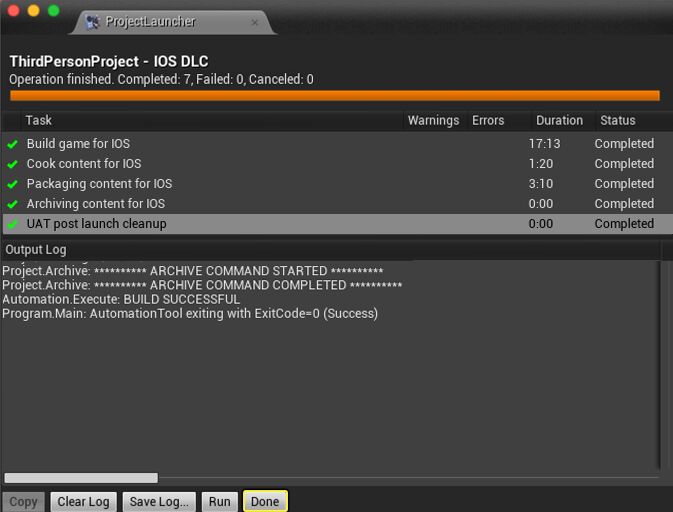 ProjectLauncher
ThirdPersonProject - IOS DLC
Operation finished. Completed: 7, Failed: 0, Canceled: 0
Task Warnings Errors Duration Status
Build game for IOS 17:13 Completed
Cook content for IOS 1:20 Completed
Packaging content for IOS 3:10 Completed
Archiving content for IOS 0:00 Completed
UAT post launch cleanup 0:00 Completed
Output Log
Project.Archive: ********** ARCHIVE COMMAND STARTED **********
Project.Archive: ********** ARCHIVE COMMAND COMPLETED **********
Automation.Execute: BUILD SUCCESSFUL
Program.Main: AutomationTool exiting with ExitCode=0 (Success)
Copy Clear Log Save Log... Run Done